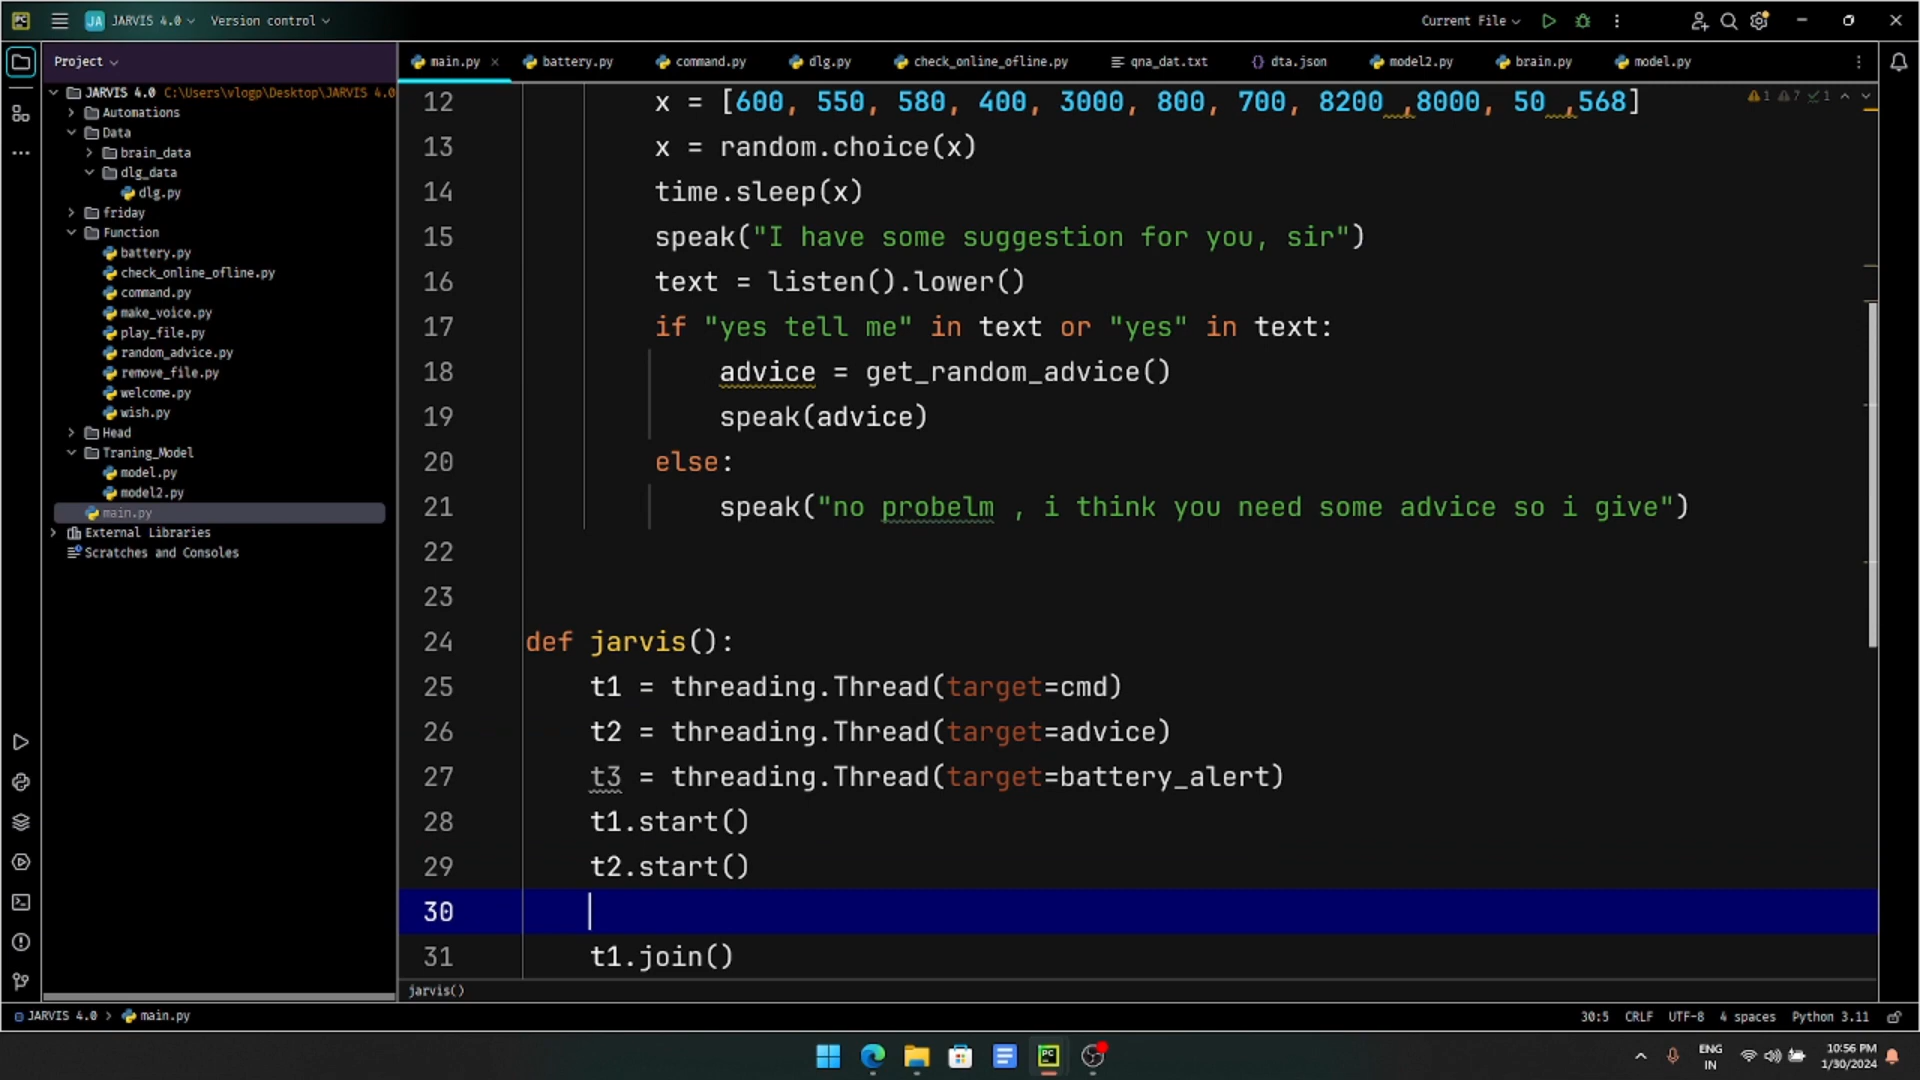 JARVIS 4.0
Version control
Current File
Project
main.py
battery.py
command.py
dlg.py
check_online_ofline.py
qna_dat.txt
dta.json
model2.py
brain.py
model.py
JARVIS 4.0 C:\Users\vlogp\Desktop\JARVIS 4.0
Automations
Data
brain_data
dlg_data
dlg.py
friday
Function
battery.py
check_online_ofline.py
command.py
make_voice.py
play_file.py
random_advice.py
remove_file.py
welcome.py
wish.py
Head
Traning_Model
model.py
model2.py
main.py
External Libraries
Scratches and Consoles
1 7 1
12 x = [600, 550, 580, 400, 3000, 800, 700, 8200 ,8000, 50 ,568]
13 x = random.choice(x)
14 time.sleep(x)
15 speak("I have some suggestion for you, sir")
16 text = listen().lower()
17 if "yes tell me" in text or "yes" in text:
18 advice = get_random_advice()
19 speak(advice)
20 else:
21 speak("no probelm , i think you need some advice so i give")
22
23
24 def jarvis():
25 t1 = threading.Thread(target=cmd)
26 t2 = threading.Thread(target=advice)
27 t3 = threading.Thread(target=battery_alert)
28 t1.start()
29 t2.start()
30
31 t1.join()
jarvis()
JARVIS 4.0 > main.py
30:5 CRLF UTF-8 4 spaces Python 3.11
ENG
IN
10:56 PM
1/30/2024